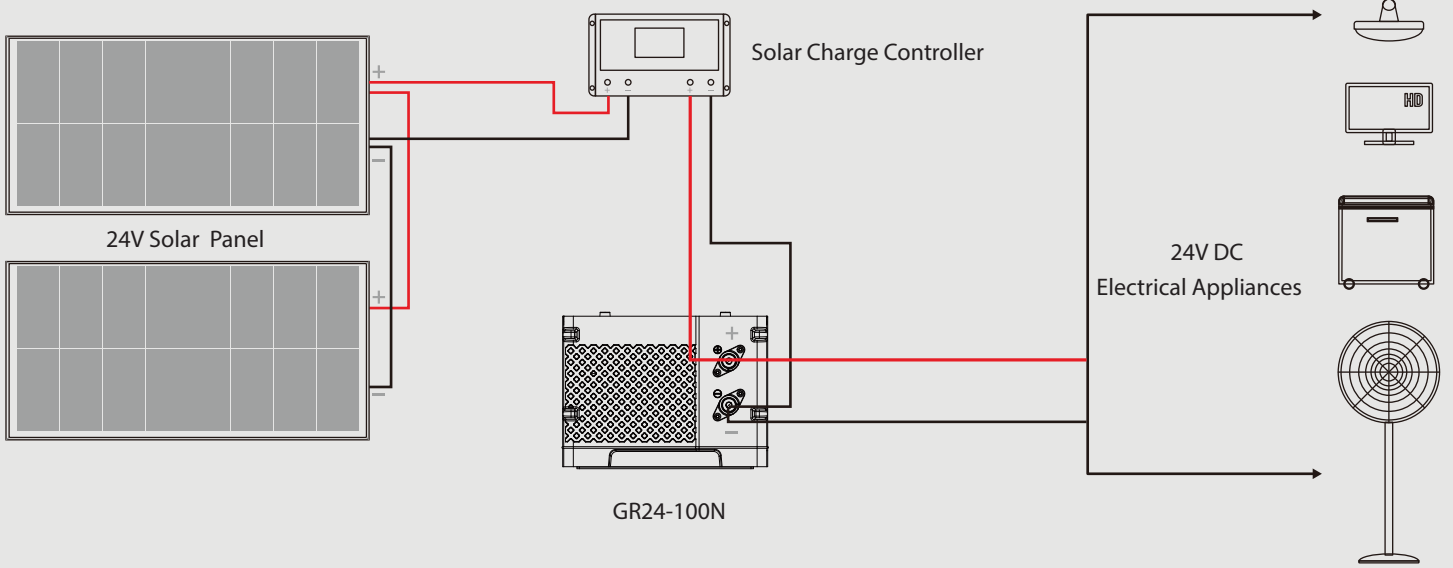 Solar Charge Controller
+
−
+ − + −
HD
24V Solar Panel
24V DC
Electrical Appliances
+
−
+
−
GR24-100N